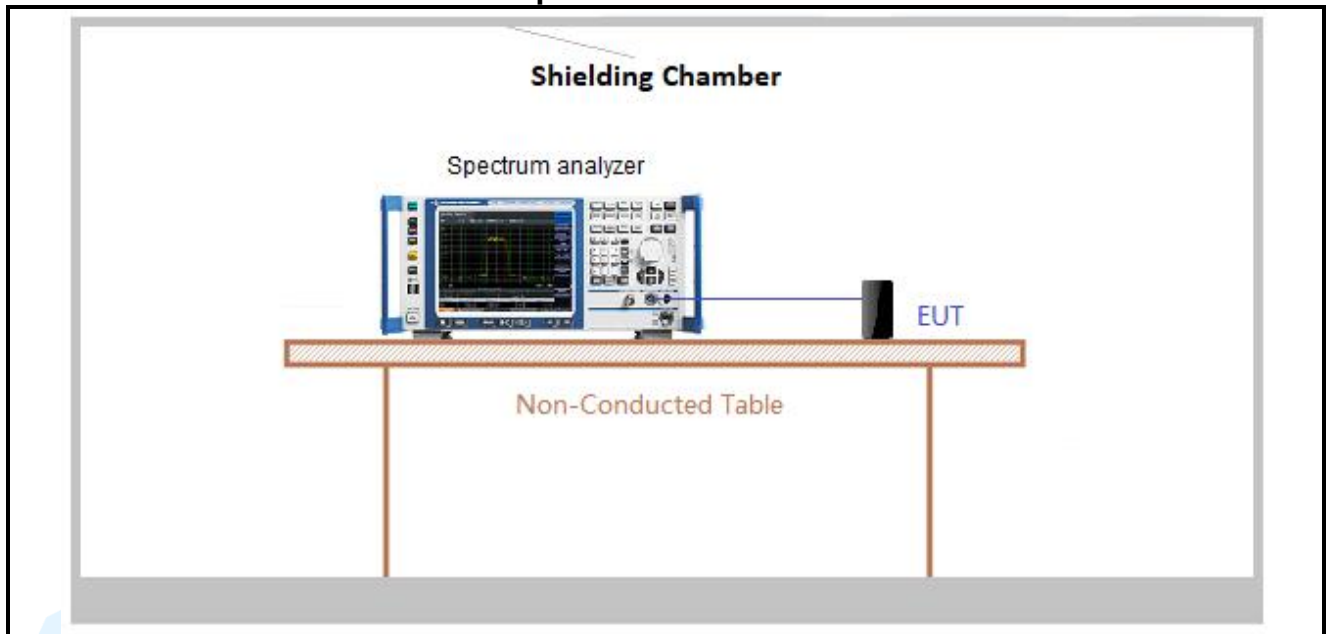 Shielding Chamber
Spectrum analyzer
EUT
Non-Conducted Table